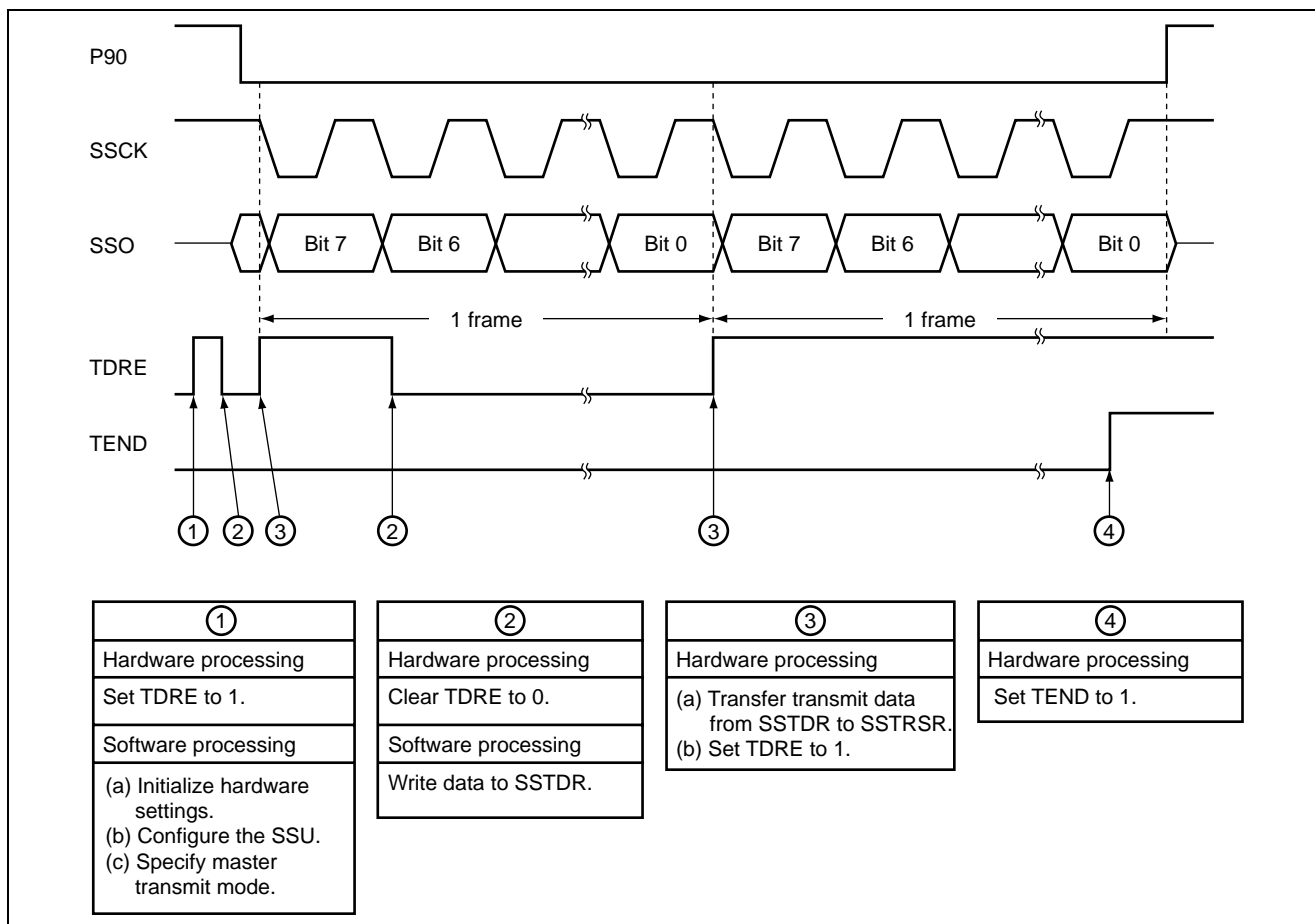 P90
SSCK
SSO
Bit 7
Bit 6
Bit 0
Bit 7
Bit 6
Bit 0
1 frame
1 frame
TDRE
TEND
1
2
3
2
3
4
1
Hardware processing
Set TDRE to 1.
Software processing
(a) Initialize hardware
settings.
(b) Configure the SSU.
(c) Specify master
transmit mode.
2
Hardware processing
Clear TDRE to 0.
Software processing
Write data to SSTDR.
3
Hardware processing
(a) Transfer transmit data
from SSTDR to SSTRSR.
(b) Set TDRE to 1.
4
Hardware processing
Set TEND to 1.